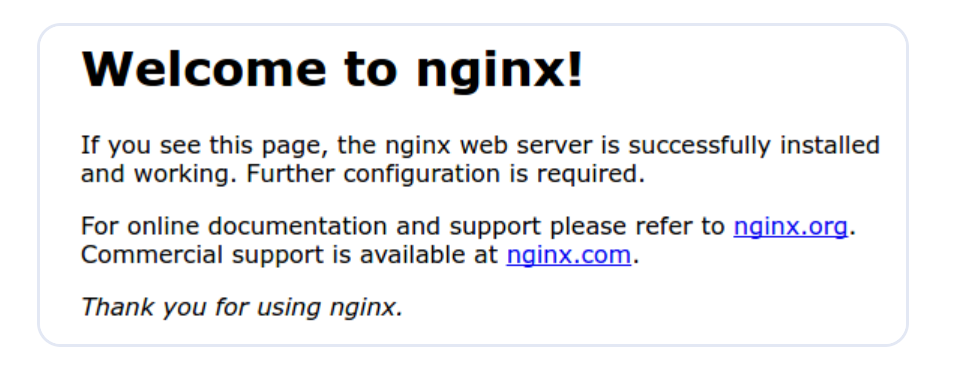 Welcome to nginx!
If you see this page, the nginx web server is successfully installed
and working. Further configuration is required.
For online documentation and support please refer to nginx.org.
Commercial support is available at nginx.com.
Thank you for using nginx.